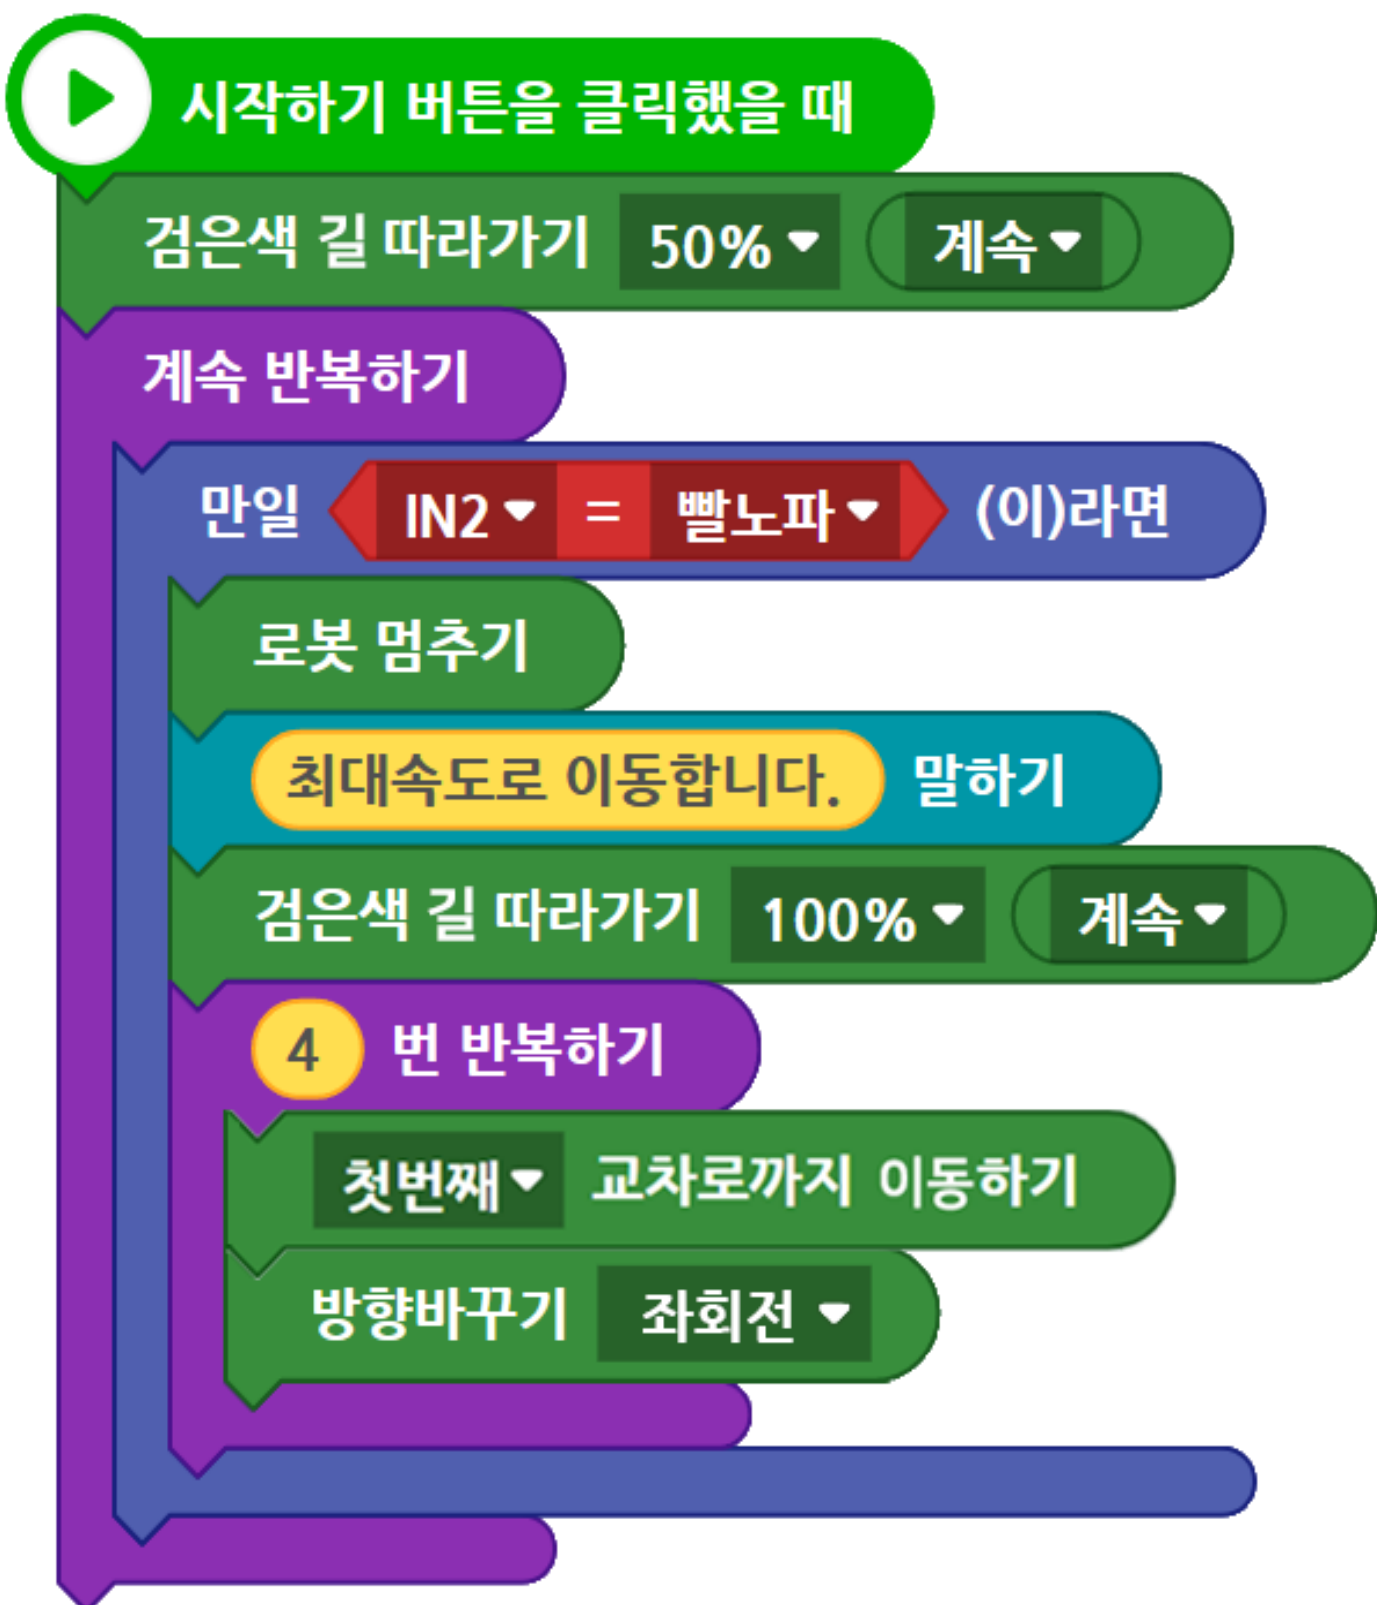 시작하기 버튼을 클릭했을 때
검은색 길 따라가기 50% 계속
계속 반복하기
만일 IN2 = 빨노파 (이)라면
로봇 멈추기
최대속도로 이동합니다. 말하기
검은색 길 따라가기 100% 계속
4 번 반복하기
첫번째 교차로까지 이동하기
방향바꾸기 좌회전